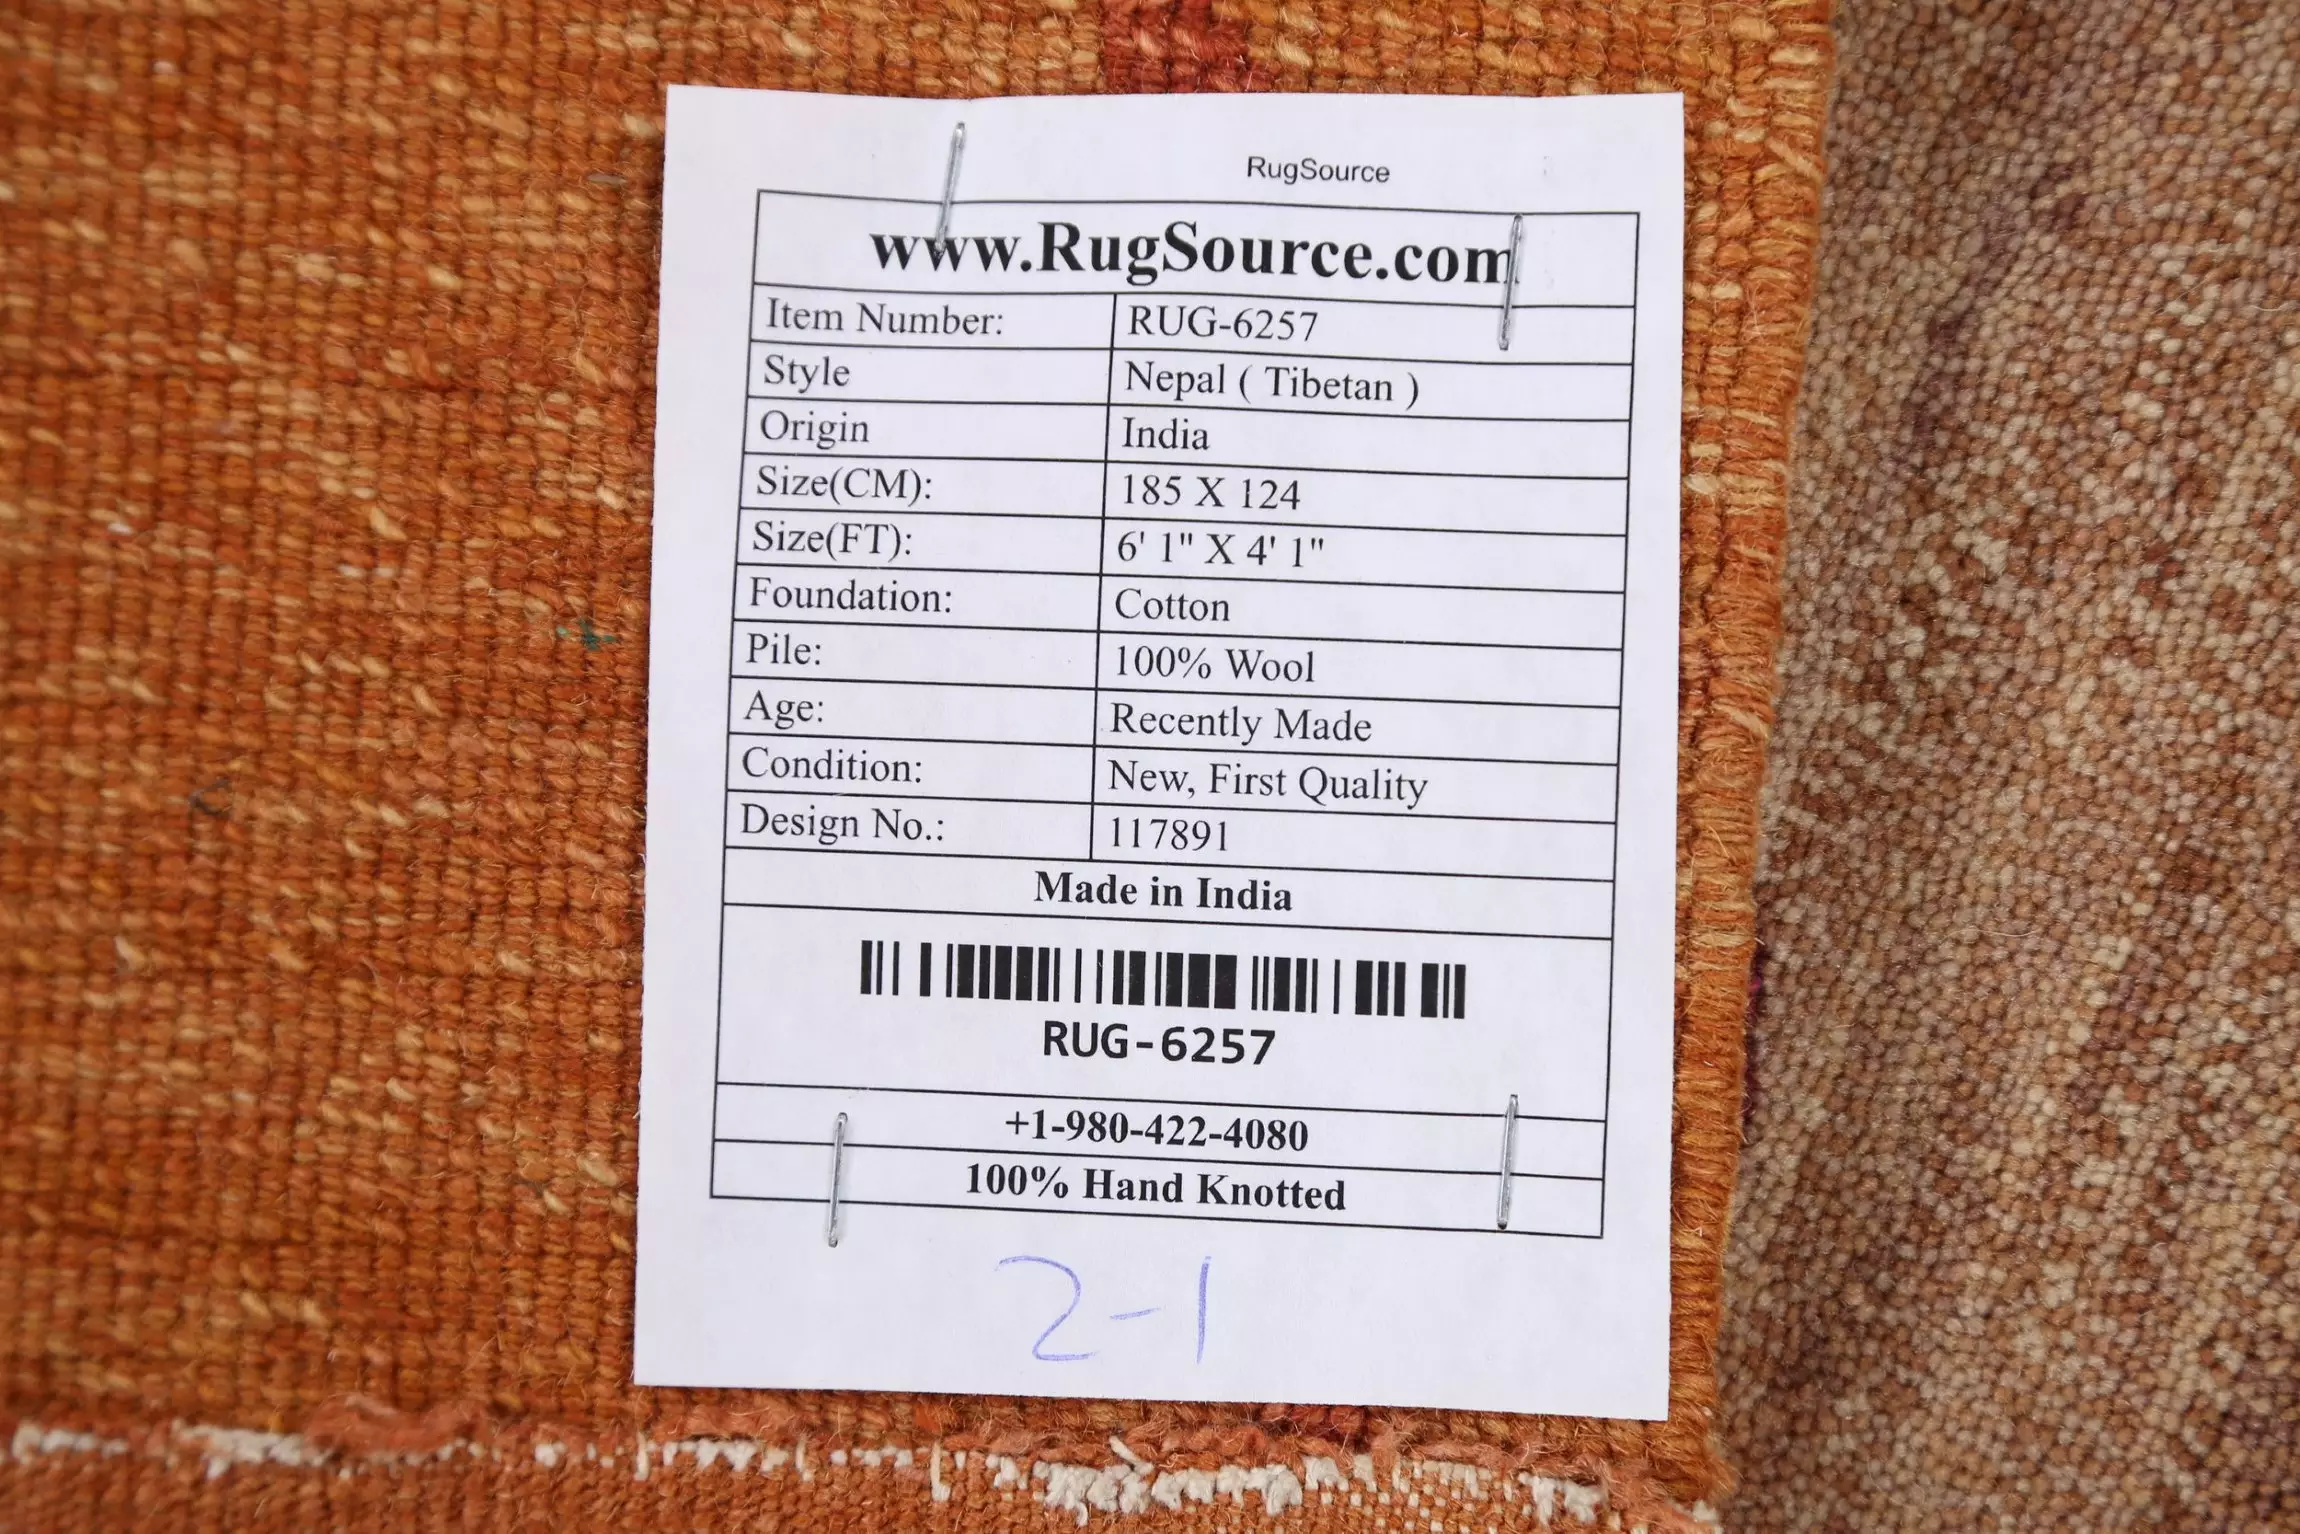 RugSource
www.RugSource.com
Item Number: RUG-6257
Style Nepal ( Tibetan )
Origin India
Size(CM): 185 X 124
Size(FT): 6' 1" X 4' 1"
Foundation: Cotton
Pile: 100% Wool
Age: Recently Made
Condition: New, First Quality
Design No.: 117891
Made in India
RUG-6257
+1-980-422-4080
100% Hand Knotted
2-1